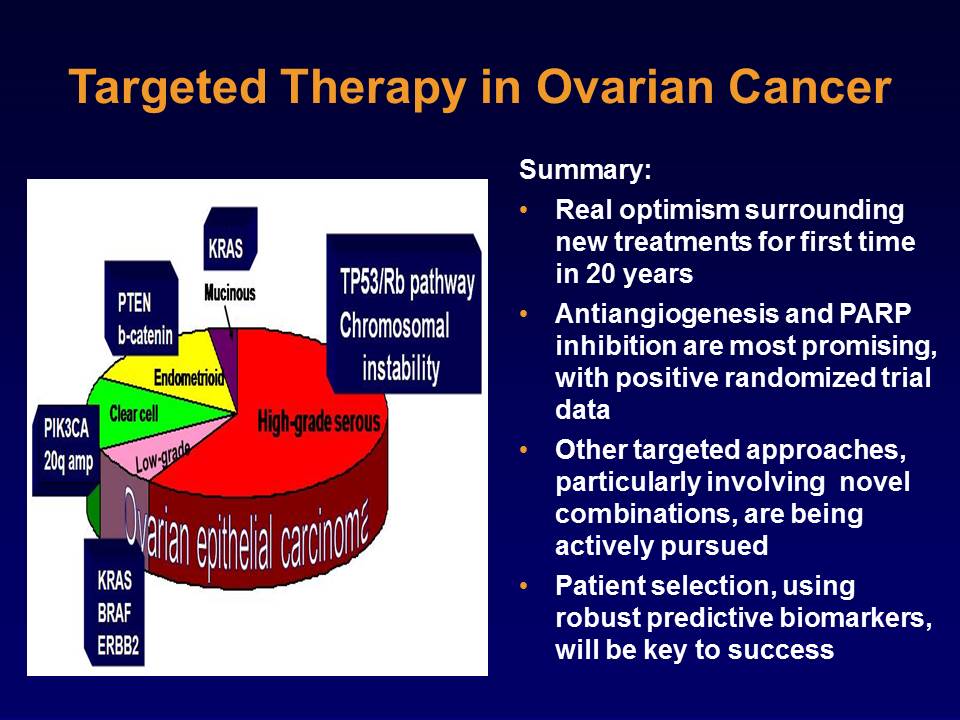 Targeted Therapy in Ovarian Cancer
KRAS
Mucinous
PTEN
b-catenin
TP53/Rb pathway
Chromosomal
instability
Endometrioid
Clear cell
High-grade serous
PIK3CA
20q amp
Low-grade
Ovarian epithelial carcinoma
KRAS
BRAF
ERBB2
Summary:
• Real optimism surrounding
new treatments for first time
in 20 years
• Antiangiogenesis and PARP
inhibition are most promising,
with positive randomized trial
data
• Other targeted approaches,
particularly involving novel
combinations, are being
actively pursued
• Patient selection, using
robust predictive biomarkers,
will be key to success